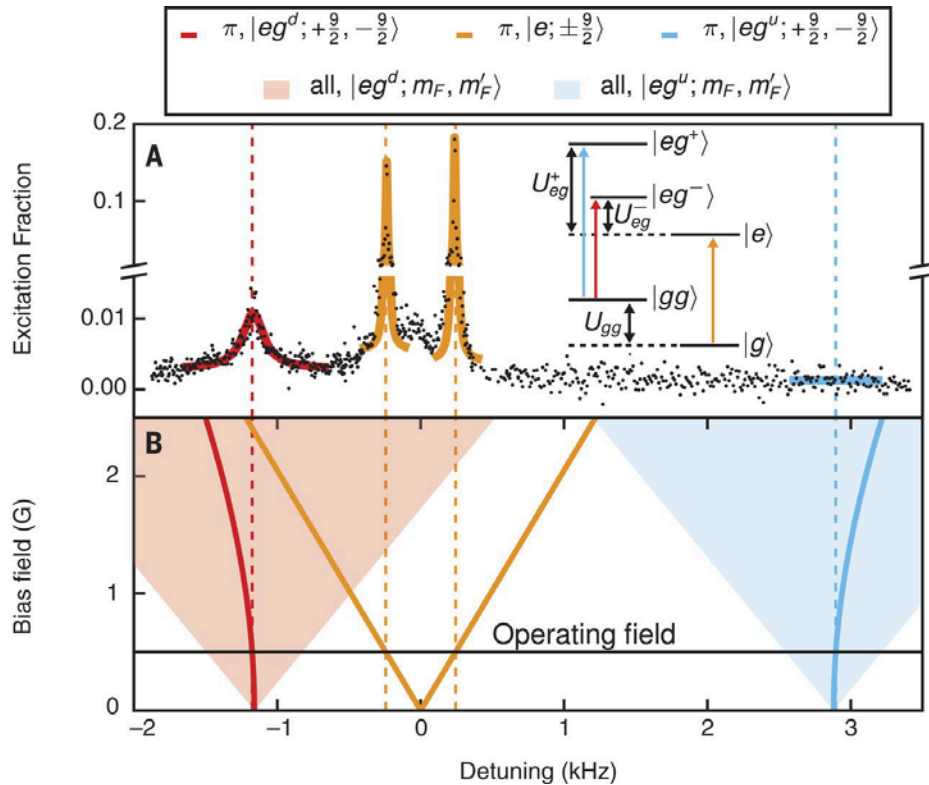 π, |eg^d; +9/2, −9/2⟩ π, |e; ±9/2⟩ π, |eg^u; +9/2, −9/2⟩
all, |eg^d; m_F, m′_F⟩ all, |eg^u; m_F, m′_F⟩
A
Excitation Fraction
0.2
0.1
0.01
0.00
|eg⁺⟩
U⁺_eg
|eg⁻⟩
U⁻_eg
|e⟩
|gg⟩
U_gg
|g⟩
B
Bias field (G)
2
1
0
Operating field
−2 −1 0 1 2 3
Detuning (kHz)